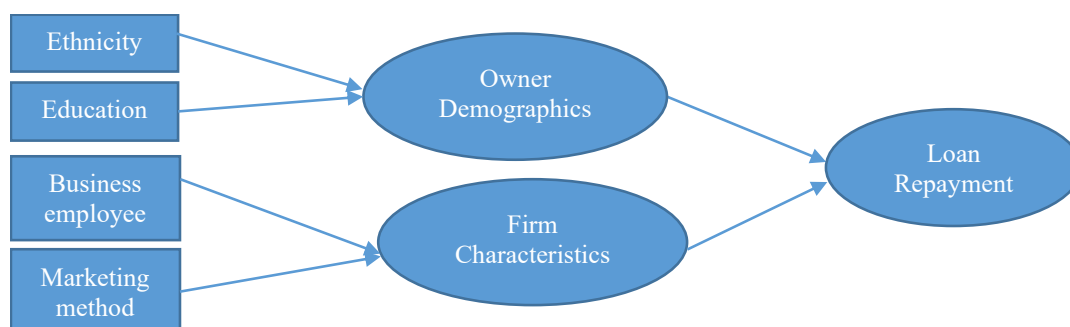 Ethnicity
Education
Business
employee
Marketing
method
Owner
Demographics
Firm
Characteristics
Loan
Repayment